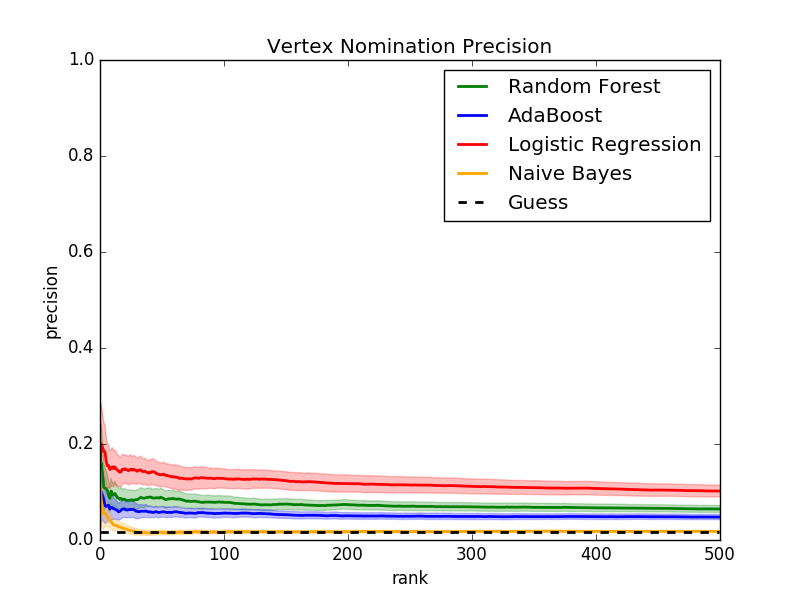 Vertex Nomination Precision
1.0
0.8
0.6
0.4
0.2
0.0
precision
Random Forest
AdaBoost
Logistic Regression
Naive Bayes
Guess
0
100
200
300
400
500
rank